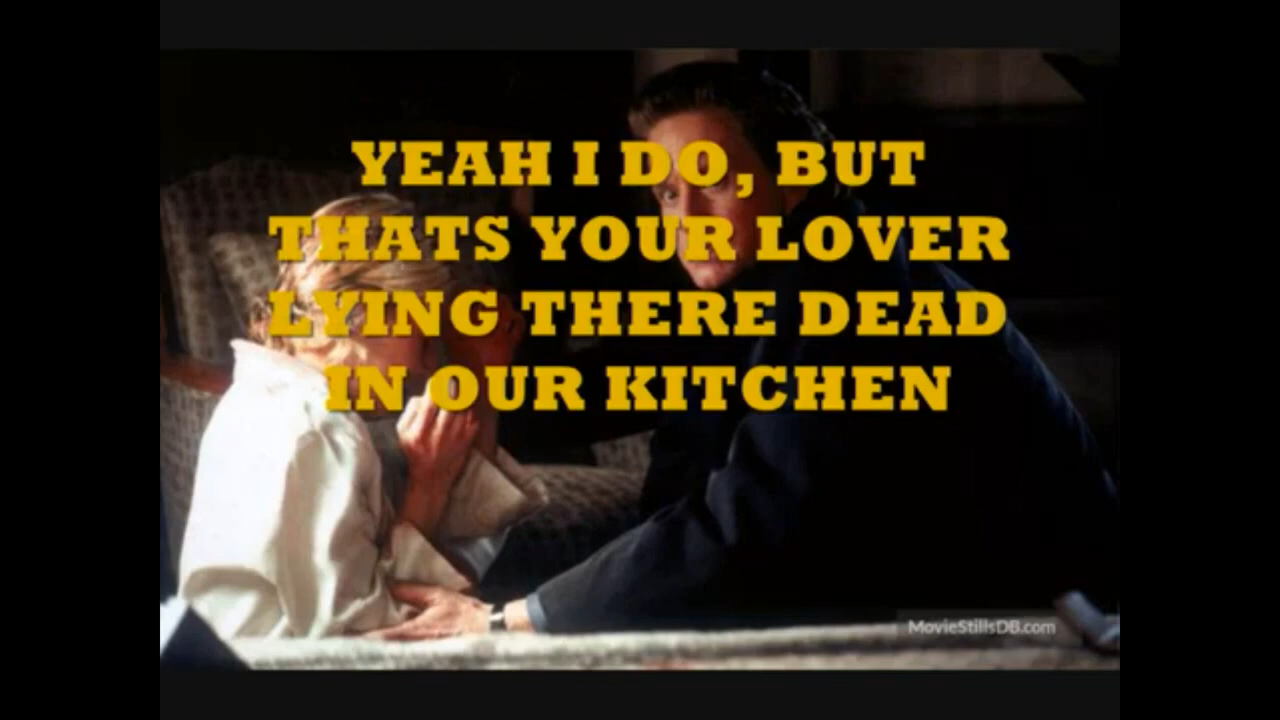 YEAH I DO, BUT
THATS YOUR LOVER
LYING THERE DEAD
IN OUR KITCHEN
MovieStillsDB.com